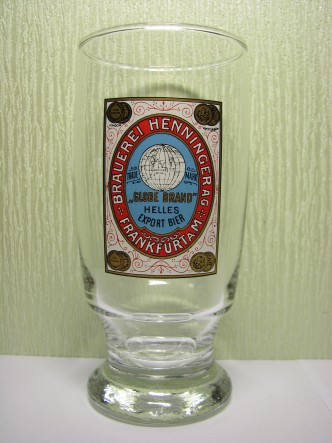 BRAUEREI HENNINGER AG
TRADE MARK
„GLOBE BRAND"
HELLES
EXPORT BIER
FRANKFURT A M